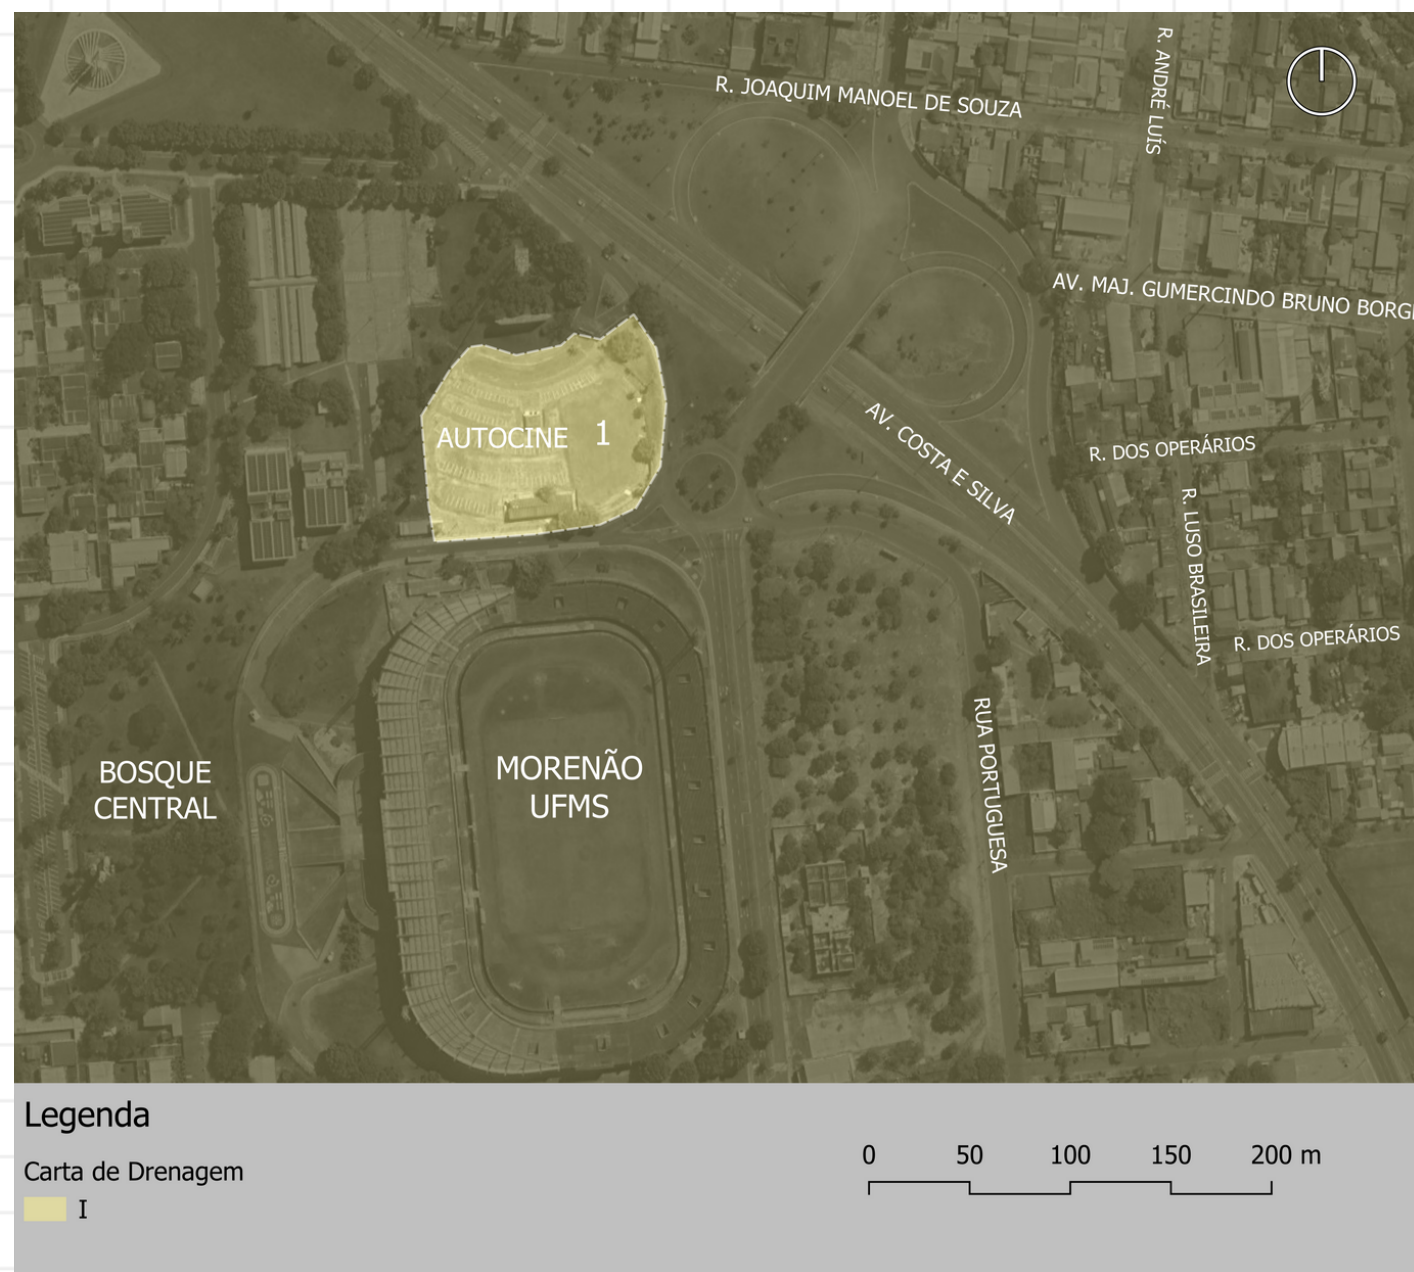 R. JOAQUIM MANOEL DE SOUZA
R. ANDRÉ LUÍS
AV. MAJ. GUMERCINDO BRUNO BORG
AUTOCINE 1
AV. COSTA E SILVA
R. DOS OPERÁRIOS
R. LUSO BRASILEIRA
R. DOS OPERÁRIOS
BOSQUE
CENTRAL
MORENÃO
UFMS
RUA PORTUGUESA
Legenda
Carta de Drenagem
I
0 50 100 150 200 m